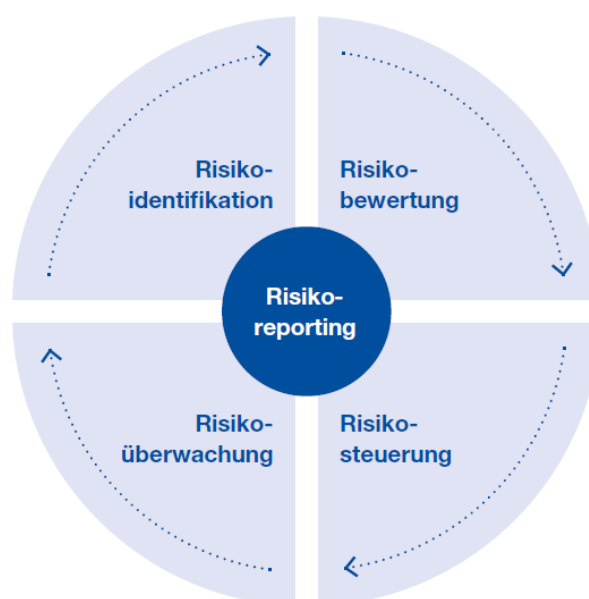 Risiko-
identifikation
Risiko-
bewertung
Risiko-
reporting
Risiko-
überwachung
Risiko-
steuerung